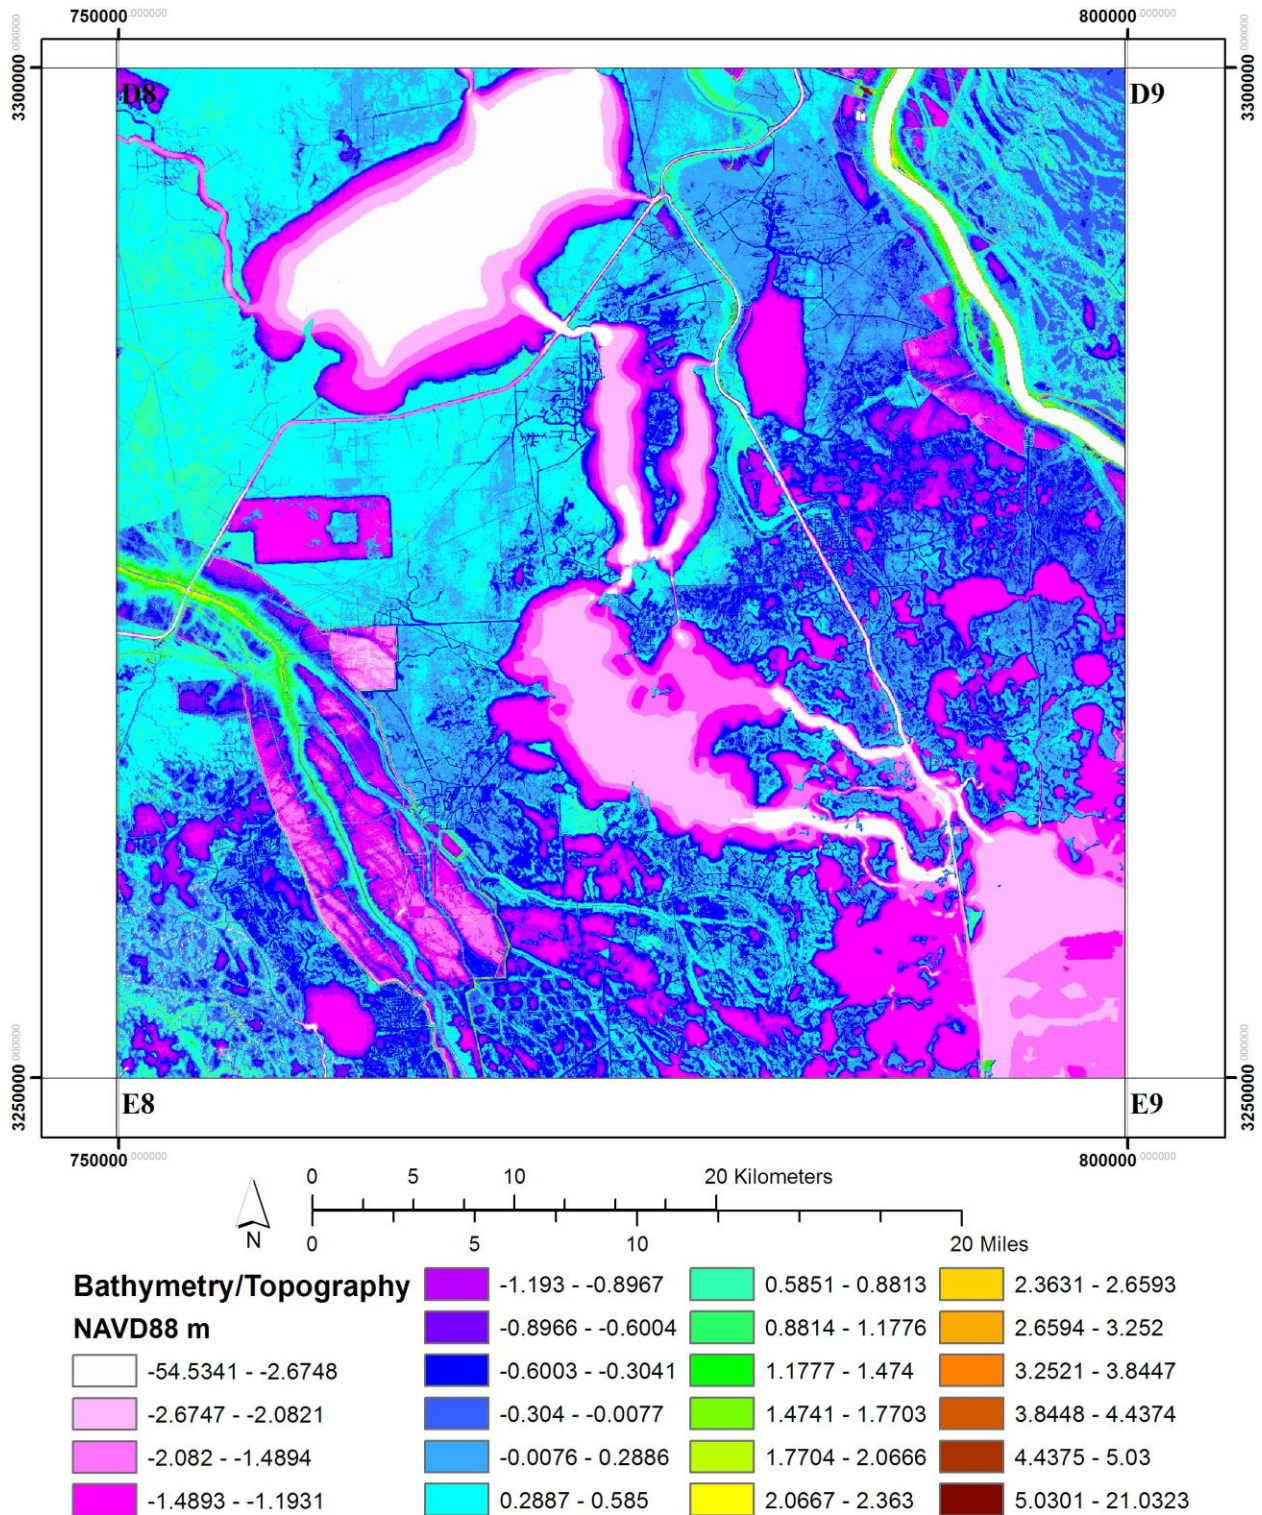 750000.000000 800000.000000
3300000.000000 3300000.000000
D8 D9
3250000.000000 3250000.000000
E8 E9
750000.000000 800000.000000
0 5 10 20 Kilometers
N
0 5 10 20 Miles
Bathymetry/Topography
NAVD88 m
-54.5341 - -2.6748
-2.6747 - -2.0821
-2.082 - -1.4894
-1.4893 - -1.1931
-1.193 - -0.8967
-0.8966 - -0.6004
-0.6003 - -0.3041
-0.304 - -0.0077
-0.0076 - 0.2886
0.2887 - 0.585
0.5851 - 0.8813
0.8814 - 1.1776
1.1777 - 1.474
1.4741 - 1.7703
1.7704 - 2.0666
2.0667 - 2.363
2.3631 - 2.6593
2.6594 - 3.252
3.2521 - 3.8447
3.8448 - 4.4374
4.4375 - 5.03
5.0301 - 21.0323